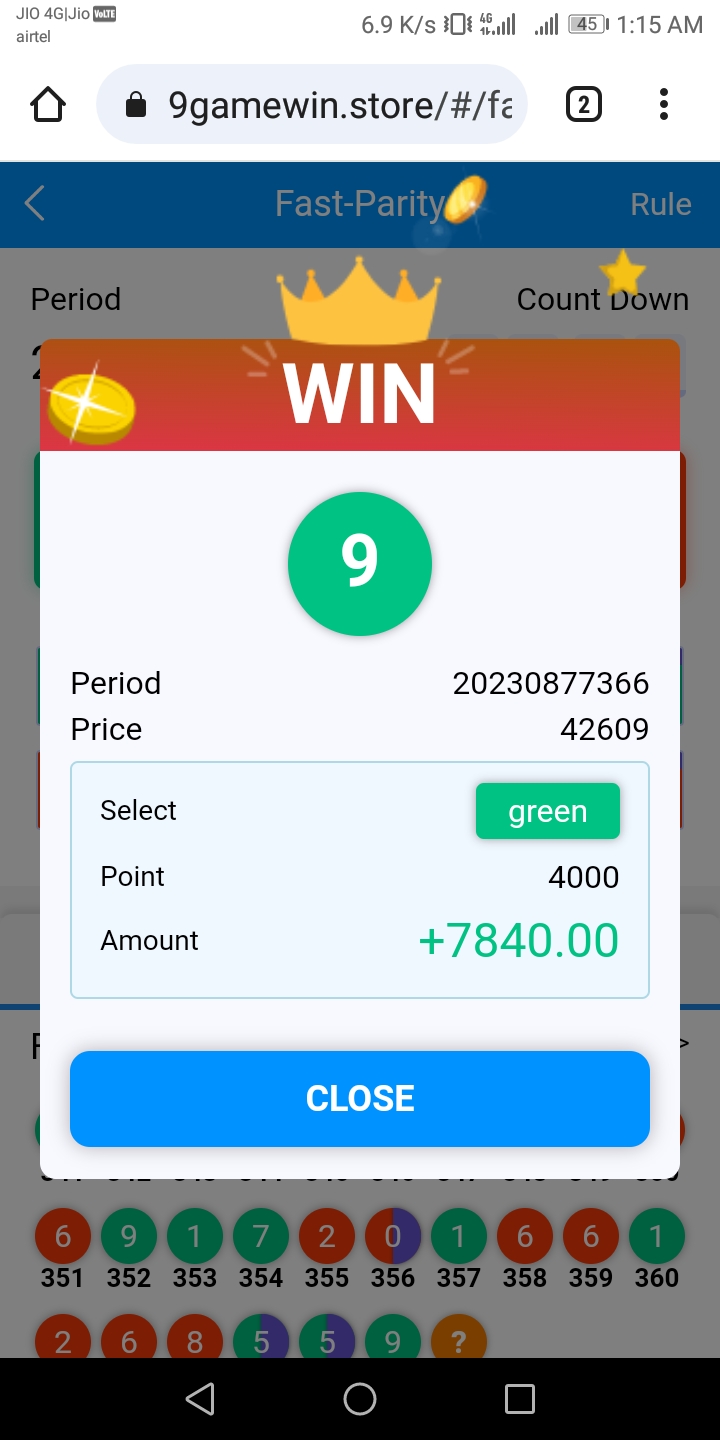 JIO 4G|Jio VoLTE
airtel
6.9 K/s 4G 45 1:15 AM
9gamewin.store/#/fa
2
Fast-Parity
Rule
Period
Count Down
WIN
9
Period 20230877366
Price 42609
Select green
Point 4000
Amount +7840.00
>
CLOSE
6 9 1 7 2 0 1 6 6 1
351 352 353 354 355 356 357 358 359 360
2 6 8 5 5 9 ?